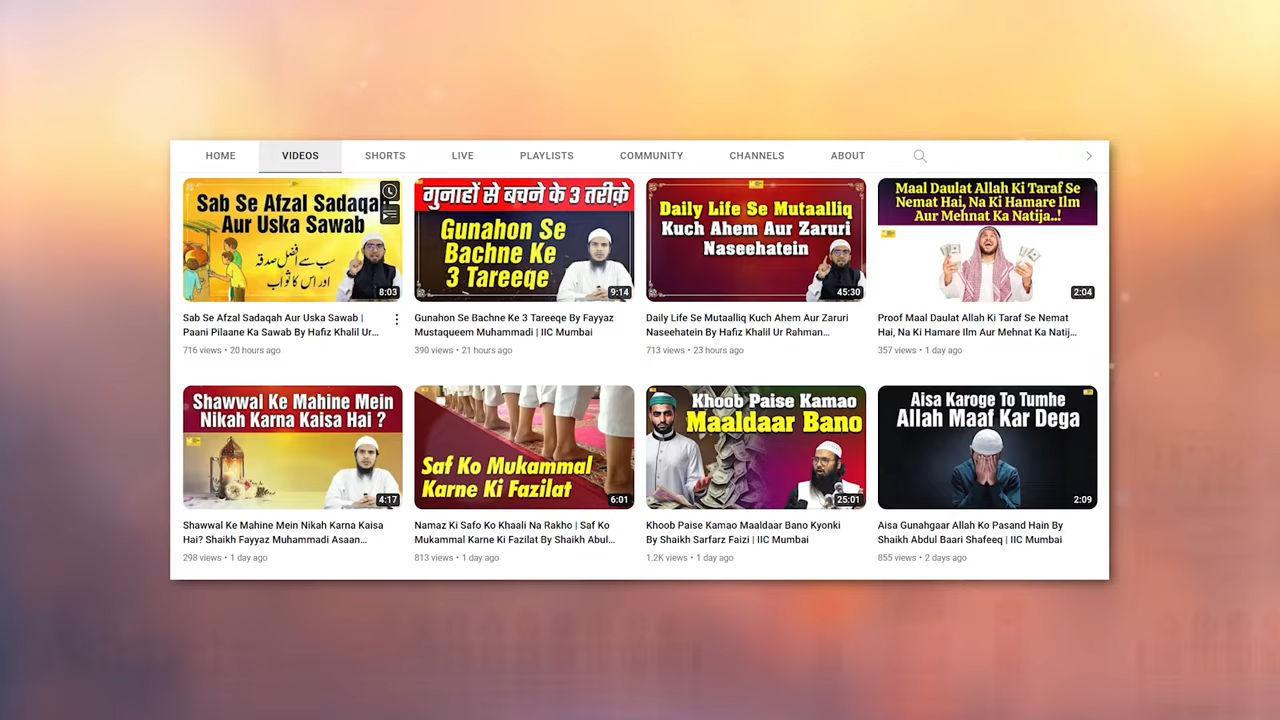 HOME VIDEOS SHORTS LIVE PLAYLISTS COMMUNITY CHANNELS ABOUT
Sab Se Afzal Sadaqah
Aur Uska Sawab
سب سے افضل صدقہ
اور اس کا ثواب
8:03
गुनाहों से बचने के 3 तरीक़े
Gunahon Se
Bachne Ke
3 Tareeqe
9:14
Daily Life Se Mutaalliq
Kuch Ahem Aur Zaruri
Naseehatein
45:30
Maal Daulat Allah Ki Taraf Se
Nemat Hai, Na Ki Hamare Ilm
Aur Mehnat Ka Natija..!
2:04
Sab Se Afzal Sadaqah Aur Uska Sawab |
Paani Pilaane Ka Sawab By Hafiz Khalil Ur...
716 views • 20 hours ago
Gunahon Se Bachne Ke 3 Tareeqe By Fayyaz
Mustaqueem Muhammadi | IIC Mumbai
390 views • 21 hours ago
Daily Life Se Mutaalliq Kuch Ahem Aur Zaruri
Naseehatein By Hafiz Khalil Ur Rahman...
713 views • 23 hours ago
Proof Maal Daulat Allah Ki Taraf Se Nemat
Hai, Na Ki Hamare Ilm Aur Mehnat Ka Natij...
357 views • 1 day ago
Shawwal Ke Mahine Mein
Nikah Karna Kaisa Hai ?
4:17
Saf Ko Mukammal
Karne Ki Fazilat
6:01
Khoob Paise Kamao
Maaldaar Bano
25:01
Aisa Karoge To Tumhe
Allah Maaf Kar Dega
2:09
Shawwal Ke Mahine Mein Nikah Karna Kaisa
Hai? Shaikh Fayyaz Muhammadi Asaan...
298 views • 1 day ago
Namaz Ki Safo Ko Khaali Na Rakho | Saf Ko
Mukammal Karne Ki Fazilat By Shaikh Abul...
813 views • 1 day ago
Khoob Paise Kamao Maaldaar Bano Kyonki
By Shaikh Sarfarz Faizi | IIC Mumbai
1.2K views • 1 day ago
Aisa Gunahgaar Allah Ko Pasand Hain By
Shaikh Abdul Baari Shafeeq | IIC Mumbai
855 views • 2 days ago